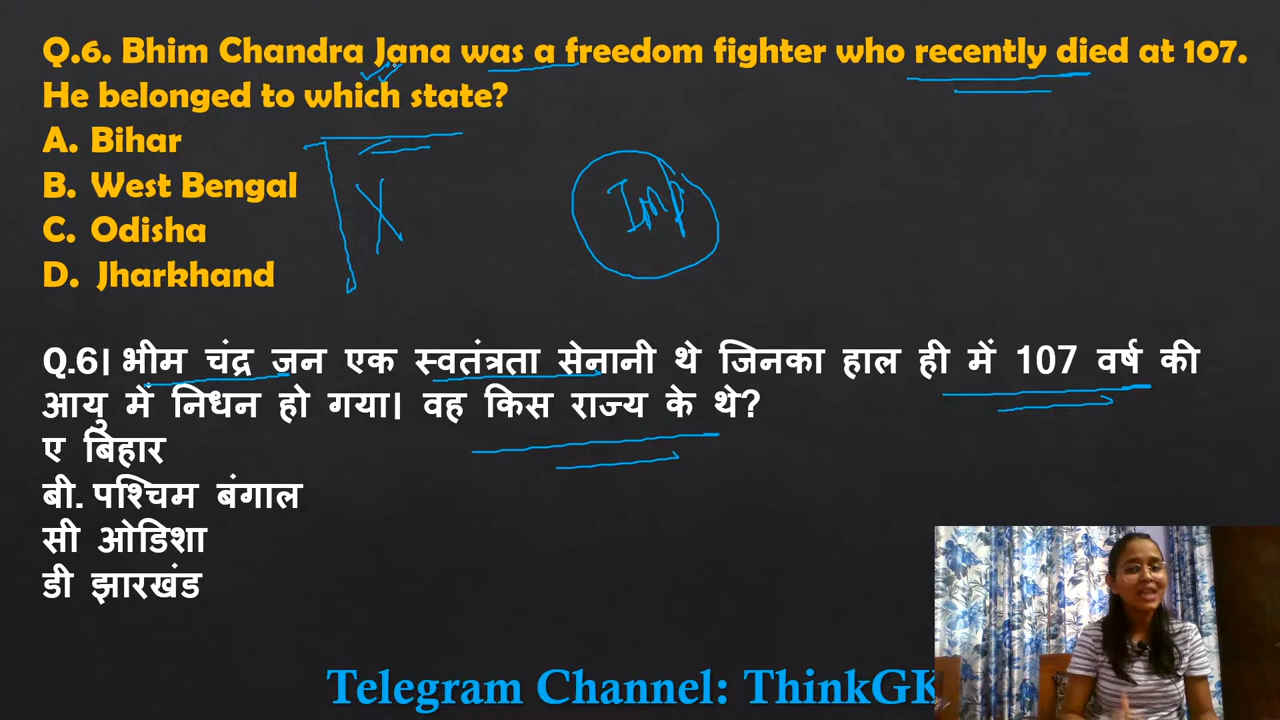 Q.6. Bhim Chandra Jana was a freedom fighter who recently died at 107.
He belonged to which state?
A. Bihar
B. West Bengal
C. Odisha
D. Jharkhand
X
Imp
Q.6। भीम चंद्र जन एक स्वतंत्रता सेनानी थे जिनका हाल ही में 107 वर्ष की
आयु में निधन हो गया। वह किस राज्य के थे?
ए बिहार
बी. पश्चिम बंगाल
सी ओडिशा
डी झारखंड
Telegram Channel: ThinkGK